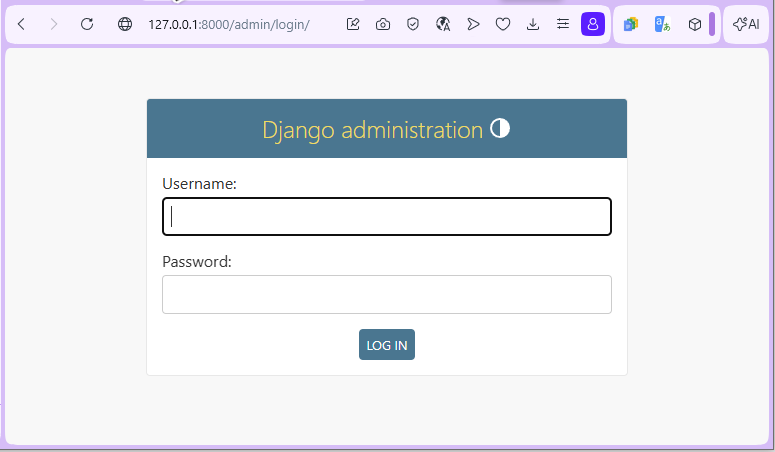 127.0.0.1:8000/admin/login/
AI
Django administration
Username:
Password:
LOG IN